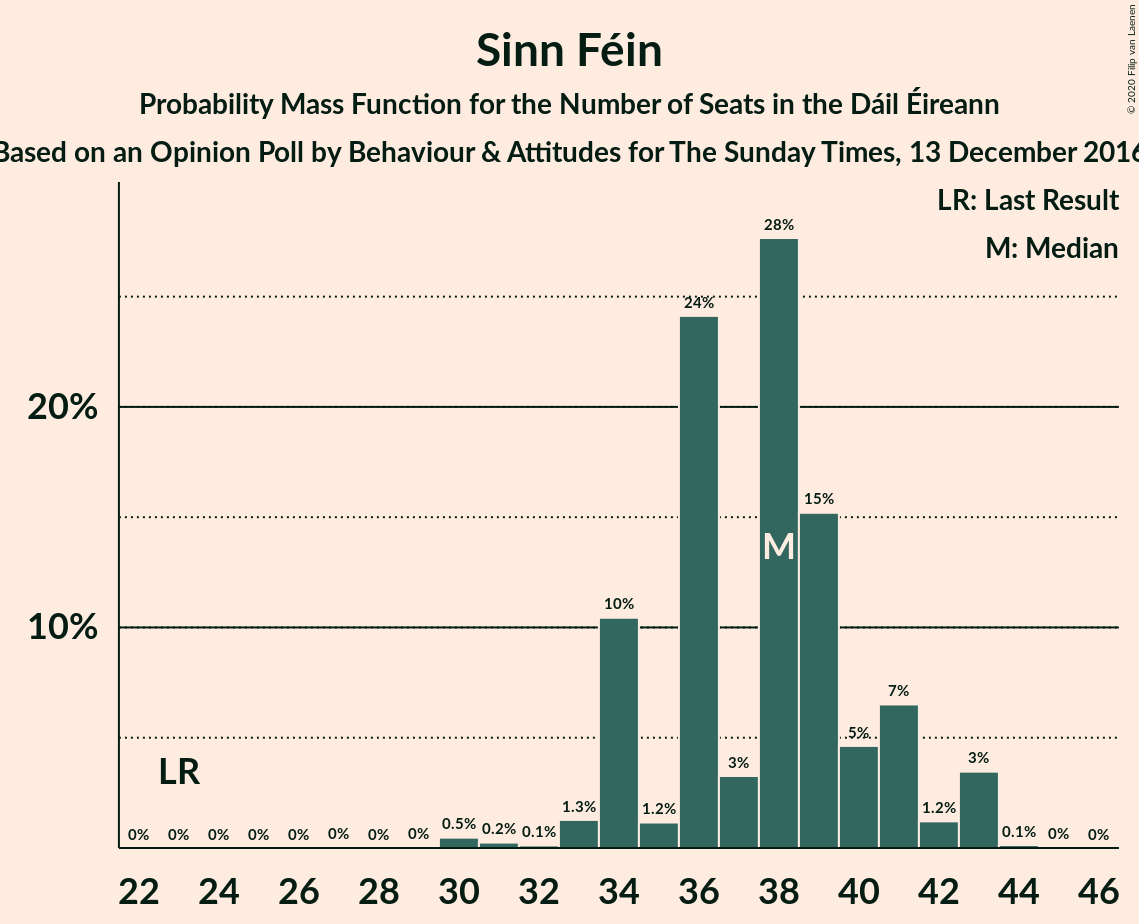 Sinn Féin
Probability Mass Function for the Number of Seats in the Dáil Éireann
Based on an Opinion Poll by Behaviour & Attitudes for The Sunday Times, 13 December 2016
© 2020 Filip van Laenen
LR: Last Result
M: Median
28%
24%
20%
15%
M
10%
10%
7%
5%
3%
3%
LR
1.3%
1.2%
1.2%
0% 0% 0% 0% 0% 0% 0% 0% 0.5% 0.2% 0.1% 0.1% 0% 0%
22 24 26 28 30 32 34 36 38 40 42 44 46